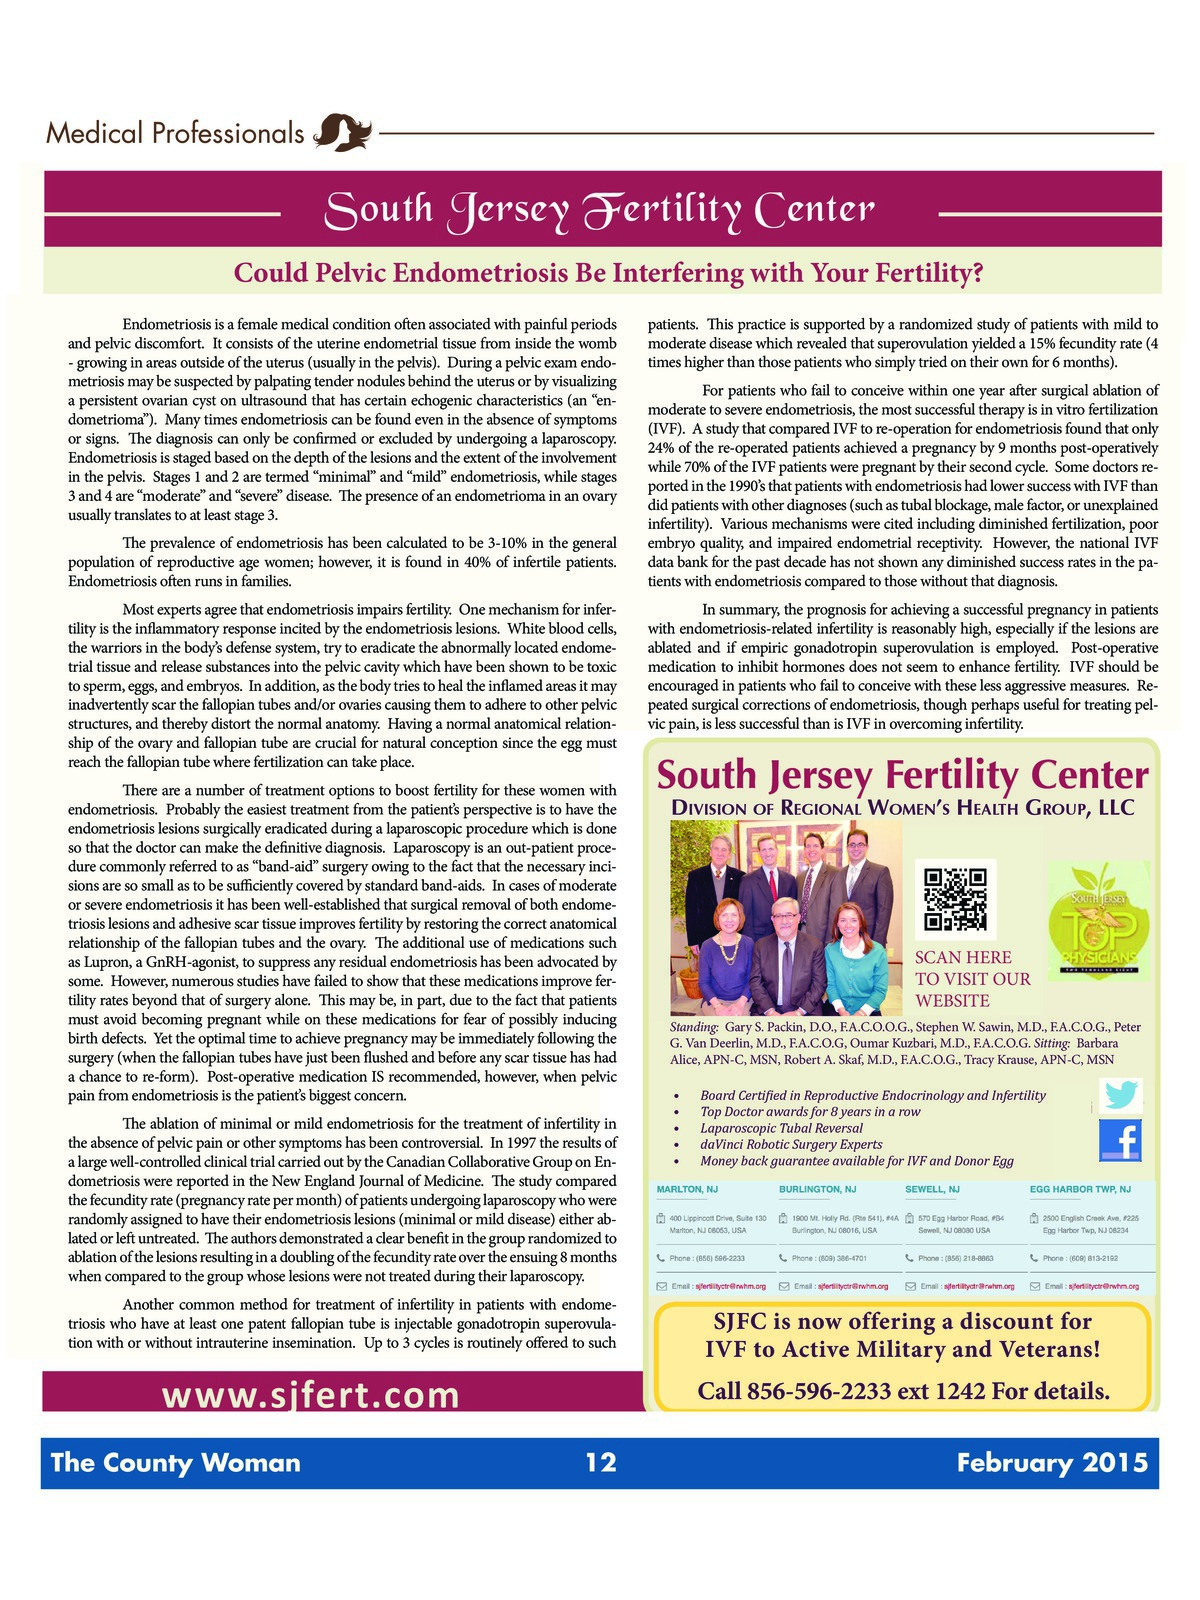 Medical Professionals
South Jersey Fertility Center
Could Pelvic Endometriosis Be Interfering with Your Fertility?
Endometriosis is a female medical condition often associated with painful periods
and pelvic discomfort. It consists of the uterine endometrial tissue from inside the womb
- growing in areas outside of the uterus (usually in the pelvis). During a pelvic exam endo-
metriosis may be suspected by palpating tender nodules behind the uterus or by visualizing
a persistent ovarian cyst on ultrasound that has certain echogenic characteristics (an “en-
dometrioma”). Many times endometriosis can be found even in the absence of symptoms
or signs. The diagnosis can only be confirmed or excluded by undergoing a laparoscopy.
Endometriosis is staged based on the depth of the lesions and the extent of the involvement
in the pelvis. Stages 1 and 2 are termed “minimal” and “mild” endometriosis, while stages
3 and 4 are “moderate” and “severe” disease. The presence of an endometrioma in an ovary
usually translates to at least stage 3.
The prevalence of endometriosis has been calculated to be 3-10% in the general
population of reproductive age women; however, it is found in 40% of infertile patients.
Endometriosis often runs in families.
Most experts agree that endometriosis impairs fertility. One mechanism for infer-
tility is the inflammatory response incited by the endometriosis lesions. White blood cells,
the warriors in the body’s defense system, try to eradicate the abnormally located endome-
trial tissue and release substances into the pelvic cavity which have been shown to be toxic
to sperm, eggs, and embryos. In addition, as the body tries to heal the inflamed areas it may
inadvertently scar the fallopian tubes and/or ovaries causing them to adhere to other pelvic
structures, and thereby distort the normal anatomy. Having a normal anatomical relation-
ship of the ovary and fallopian tube are crucial for natural conception since the egg must
reach the fallopian tube where fertilization can take place.
There are a number of treatment options to boost fertility for these women with
endometriosis. Probably the easiest treatment from the patient’s perspective is to have the
endometriosis lesions surgically eradicated during a laparoscopic procedure which is done
so that the doctor can make the definitive diagnosis. Laparoscopy is an out-patient proce-
dure commonly referred to as “band-aid” surgery owing to the fact that the necessary inci-
sions are so small as to be sufficiently covered by standard band-aids. In cases of moderate
or severe endometriosis it has been well-established that surgical removal of both endome-
triosis lesions and adhesive scar tissue improves fertility by restoring the correct anatomical
relationship of the fallopian tubes and the ovary. The additional use of medications such
as Lupron, a GnRH-agonist, to suppress any residual endometriosis has been advocated by
some. However, numerous studies have failed to show that these medications improve fer-
tility rates beyond that of surgery alone. This may be, in part, due to the fact that patients
must avoid becoming pregnant while on these medications for fear of possibly inducing
birth defects. Yet the optimal time to achieve pregnancy may be immediately following the
surgery (when the fallopian tubes have just been flushed and before any scar tissue has had
a chance to re-form). Post-operative medication IS recommended, however, when pelvic
pain from endometriosis is the patient’s biggest concern.
The ablation of minimal or mild endometriosis for the treatment of infertility in
the absence of pelvic pain or other symptoms has been controversial. In 1997 the results of
a large well-controlled clinical trial carried out by the Canadian Collaborative Group on En-
dometriosis were reported in the New England Journal of Medicine. The study compared
the fecundity rate (pregnancy rate per month) of patients undergoing laparoscopy who were
randomly assigned to have their endometriosis lesions (minimal or mild disease) either ab-
lated or left untreated. The authors demonstrated a clear benefit in the group randomized to
ablation of the lesions resulting in a doubling of the fecundity rate over the ensuing 8 months
when compared to the group whose lesions were not treated during their laparoscopy.
Another common method for treatment of infertility in patients with endome-
triosis who have at least one patent fallopian tube is injectable gonadotropin superovula-
tion with or without intrauterine insemination. Up to 3 cycles is routinely offered to such
patients. This practice is supported by a randomized study of patients with mild to
moderate disease which revealed that superovulation yielded a 15% fecundity rate (4
times higher than those patients who simply tried on their own for 6 months).
For patients who fail to conceive within one year after surgical ablation of
moderate to severe endometriosis, the most successful therapy is in vitro fertilization
(IVF). A study that compared IVF to re-operation for endometriosis found that only
24% of the re-operated patients achieved a pregnancy by 9 months post-operatively
while 70% of the IVF patients were pregnant by their second cycle. Some doctors re-
ported in the 1990’s that patients with endometriosis had lower success with IVF than
did patients with other diagnoses (such as tubal blockage, male factor, or unexplained
infertility). Various mechanisms were cited including diminished fertilization, poor
embryo quality, and impaired endometrial receptivity. However, the national IVF
data bank for the past decade has not shown any diminished success rates in the pa-
tients with endometriosis compared to those without that diagnosis.
In summary, the prognosis for achieving a successful pregnancy in patients
with endometriosis-related infertility is reasonably high, especially if the lesions are
ablated and if empiric gonadotropin superovulation is employed. Post-operative
medication to inhibit hormones does not seem to enhance fertility. IVF should be
encouraged in patients who fail to conceive with these less aggressive measures. Re-
peated surgical corrections of endometriosis, though perhaps useful for treating pel-
vic pain, is less successful than is IVF in overcoming infertility.
South Jersey Fertility Center
Division of Regional Women’s Health Group, LLC
SOUTH JERSEY
TOP
PHYSICIANS
TWO THOUSAND EIGHT
SCAN HERE
TO VISIT OUR
WEBSITE
Standing: Gary S. Packin, D.O., F.A.C.O.O.G., Stephen W. Sawin, M.D., F.A.C.O.G., Peter
G. Van Deerlin, M.D., F.A.C.O.G, Oumar Kuzbari, M.D., F.A.C.O.G. Sitting: Barbara
Alice, APN-C, MSN, Robert A. Skaf, M.D., F.A.C.O.G., Tracy Krause, APN-C, MSN
• Board Certified in Reproductive Endocrinology and Infertility
• Top Doctor awards for 8 years in a row
• Laparoscopic Tubal Reversal
• daVinci Robotic Surgery Experts
• Money back guarantee available for IVF and Donor Egg
f
MARLTON, NJ
400 Lippincott Drive, Suite 130
Marlton, NJ 08053, USA
Phone : (856) 596-2233
Email : sjfertilityctr@rwhm.org
BURLINGTON, NJ
1900 Mt. Holly Rd. (Rte 541), #4A
Burlington, NJ 08016, USA
Phone : (609) 386-4701
Email : sjfertilityctr@rwhm.org
SEWELL, NJ
570 Egg Harbor Road, #B4
Sewell, NJ 08080 USA
Phone : (856) 218-8863
Email : sjfertilityctr@rwhm.org
EGG HARBOR TWP, NJ
2500 English Creek Ave, #225
Egg Harbor Twp, NJ 08234
Phone : (609) 813-2192
Email : sjfertilityctr@rwhm.org
SJFC is now offering a discount for
IVF to Active Military and Veterans!
Call 856-596-2233 ext 1242 For details.
www.sjfert.com
The County Woman 12 February 2015